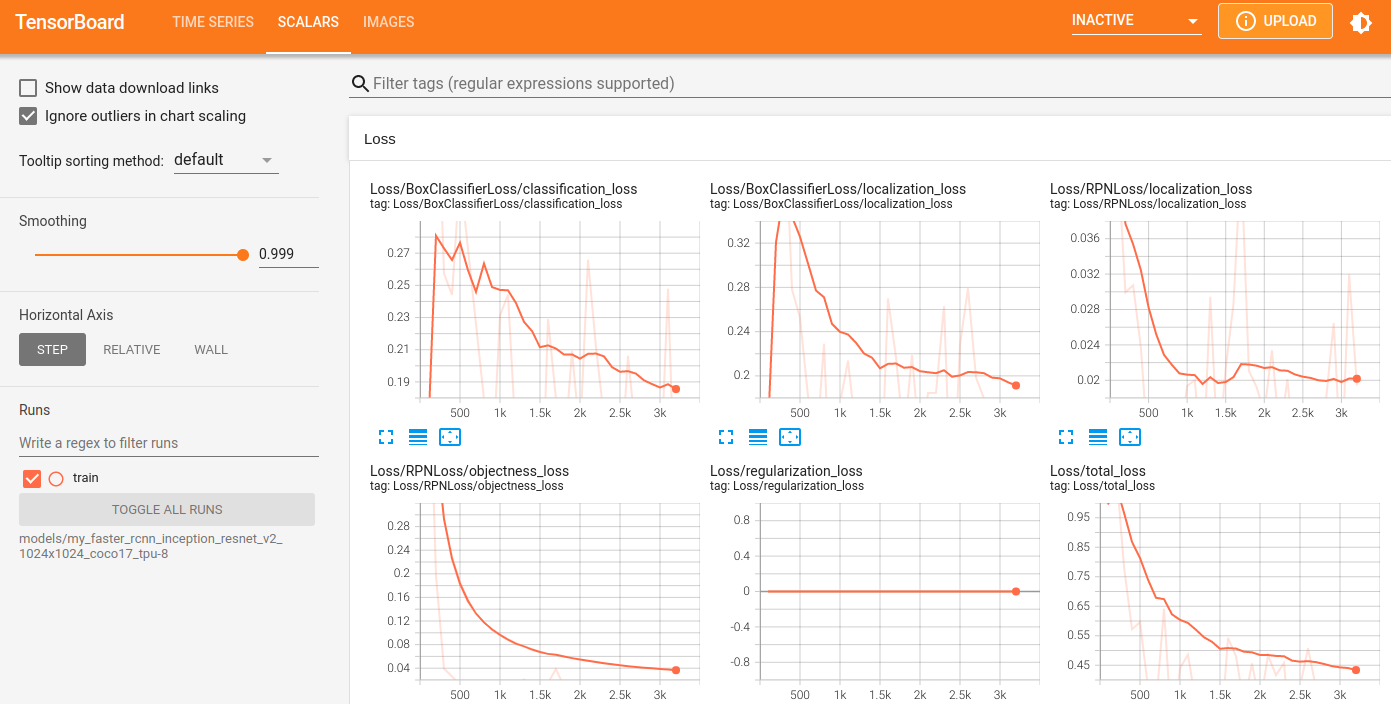 TensorBoard
TIME SERIES SCALARS IMAGES
INACTIVE
UPLOAD
Show data download links
Ignore outliers in chart scaling
Tooltip sorting method: default
Smoothing
0.999
Horizontal Axis
STEP RELATIVE WALL
Runs
Write a regex to filter runs
train
TOGGLE ALL RUNS
models/my_faster_rcnn_inception_resnet_v2_
1024x1024_coco17_tpu-8
Filter tags (regular expressions supported)
Loss
Loss/BoxClassifierLoss/classification_loss
tag: Loss/BoxClassifierLoss/classification_loss
0.27
0.25
0.23
0.21
0.19
500 1k 1.5k 2k 2.5k 3k
Loss/BoxClassifierLoss/localization_loss
tag: Loss/BoxClassifierLoss/localization_loss
0.32
0.28
0.24
0.2
500 1k 1.5k 2k 2.5k 3k
Loss/RPNLoss/localization_loss
tag: Loss/RPNLoss/localization_loss
0.036
0.032
0.028
0.024
0.02
500 1k 1.5k 2k 2.5k 3k
Loss/RPNLoss/objectness_loss
tag: Loss/RPNLoss/objectness_loss
0.28
0.24
0.2
0.16
0.12
0.08
0.04
500 1k 1.5k 2k 2.5k 3k
Loss/regularization_loss
tag: Loss/regularization_loss
0.8
0.4
0
-0.4
-0.8
500 1k 1.5k 2k 2.5k 3k
Loss/total_loss
tag: Loss/total_loss
0.95
0.85
0.75
0.65
0.55
0.45
500 1k 1.5k 2k 2.5k 3k